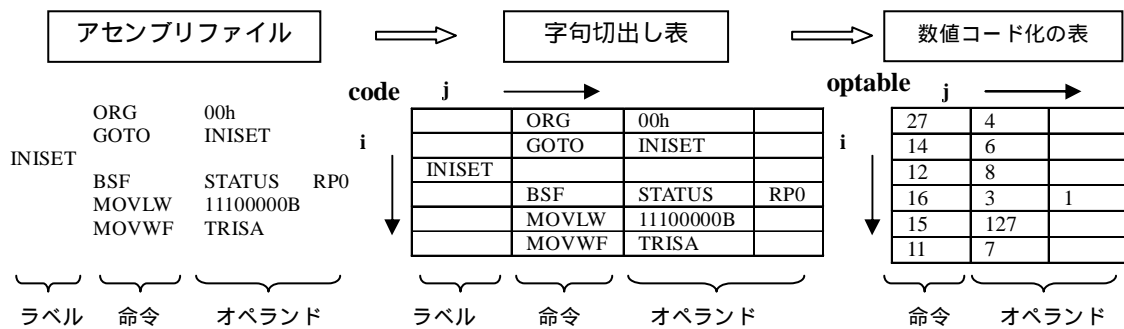 アセンブリファイル
字句切出し表
数値コード化の表
code j
optable j
ORG 00h
GOTO INISET
INISET
BSF STATUS RP0
MOVLW 11100000B
MOVWF TRISA
i
ORG 00h
GOTO INISET
INISET
BSF STATUS RP0
MOVLW 11100000B
MOVWF TRISA
i
27 4
14 6
12 8
16 3 1
15 127
11 7
ラベル 命令 オペランド
ラベル 命令 オペランド
命令 オペランド